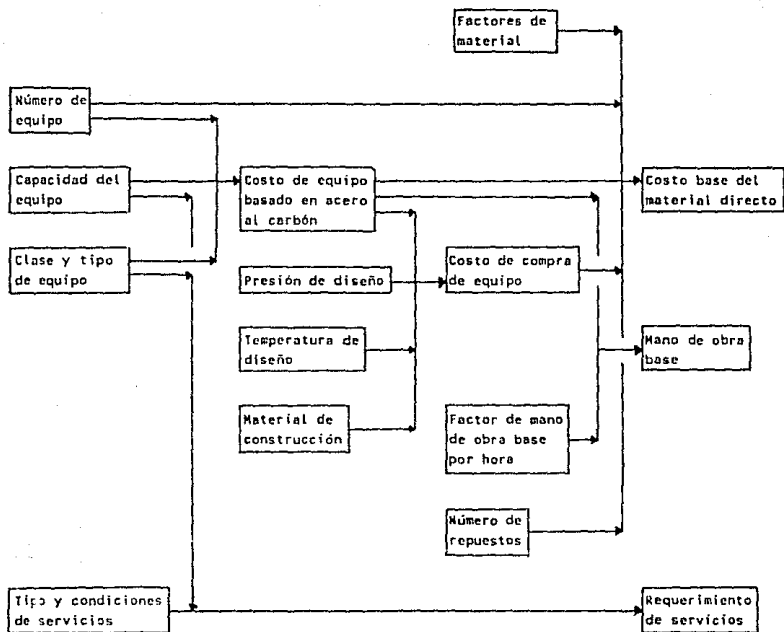 Factores de
material
Número de
equipo
Capacidad del
equipo
Costo de equipo
basado en acero
al carbón
Costo base del
material directo
Clase y tipo
de equipo
Presión de diseño
Costo de compra
de equipo
Temperatura de
diseño
Mano de obra
base
Material de
construcción
Factor de mano
de obra base
por hora
Número de
repuestos
Tipo y condiciones
de servicios
Requerimiento
de servicios